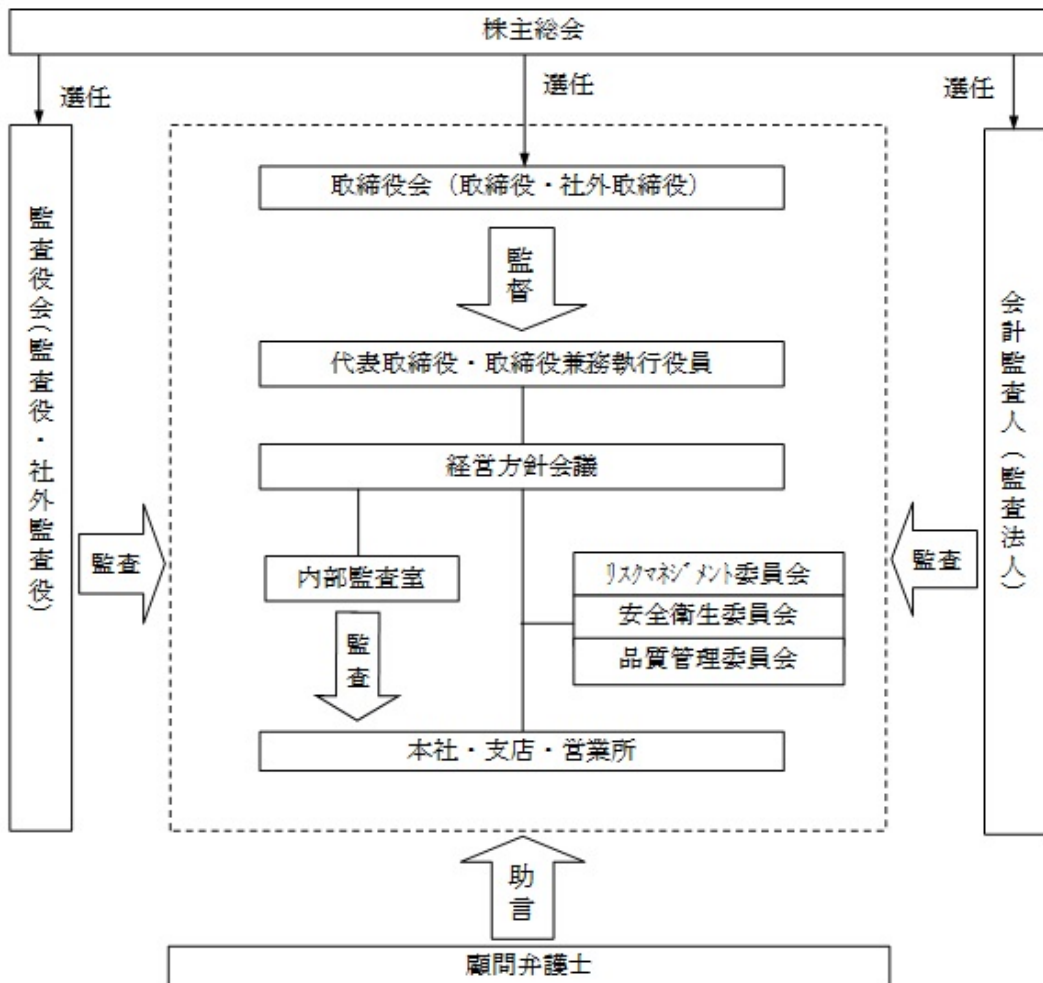 株主総会
選任
選任
選任
取締役会（取締役・社外取締役）
監督
代表取締役・取締役兼務執行役員
経営方針会議
監査役会（監査役・社外監査役）
会計監査人（監査法人）
監査
監査
内部監査室
ﾘｽｸﾏﾈｼﾞﾒﾝﾄ委員会
安全衛生委員会
品質管理委員会
監査
本社・支店・営業所
助言
顧問弁護士